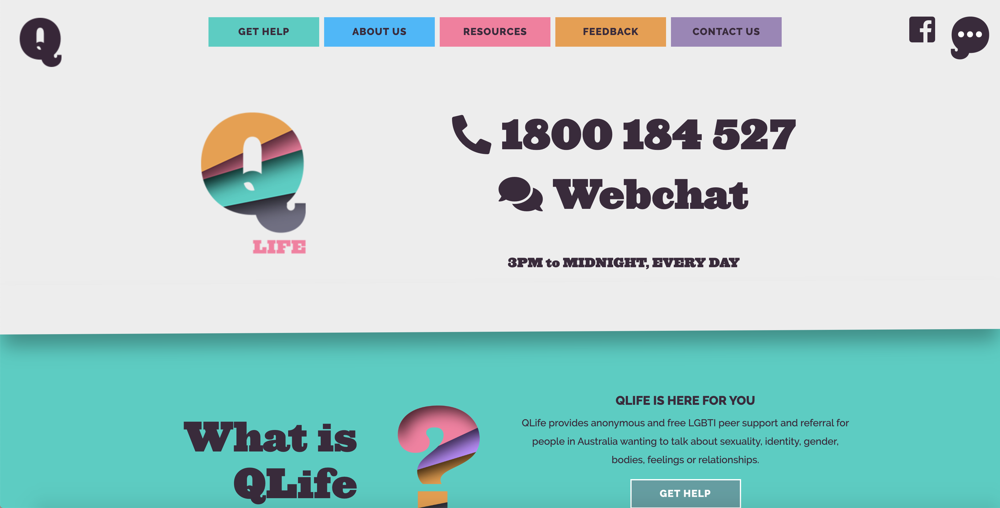 Q
GET HELP
ABOUT US
RESOURCES
FEEDBACK
CONTACT US
Q
LIFE
1800 184 527
Webchat
3PM to MIDNIGHT, EVERY DAY
What is
QLife
?
QLIFE IS HERE FOR YOU
QLife provides anonymous and free LGBTI peer support and referral for
people in Australia wanting to talk about sexuality, identity, gender,
bodies, feelings or relationships.
GET HELP